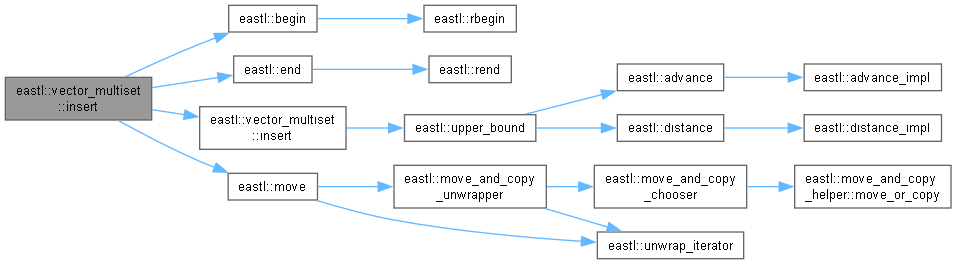 eastl::begin
eastl::rbegin
eastl::end
eastl::rend
eastl::vector_multiset
::insert
eastl::vector_multiset
::insert
eastl::upper_bound
eastl::advance
eastl::advance_impl
eastl::distance
eastl::distance_impl
eastl::move
eastl::move_and_copy
_unwrapper
eastl::move_and_copy
_chooser
eastl::move_and_copy
_helper::move_or_copy
eastl::unwrap_iterator